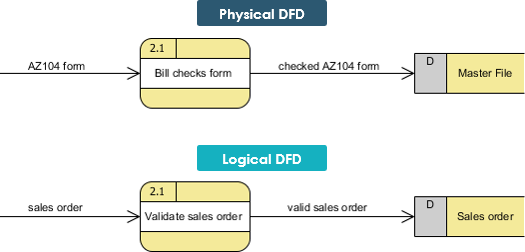 Physical DFD
2.1
AZ104 form
Bill checks form
checked AZ104 form
D
Master File
Logical DFD
2.1
sales order
Validate sales order
valid sales order
D
Sales order